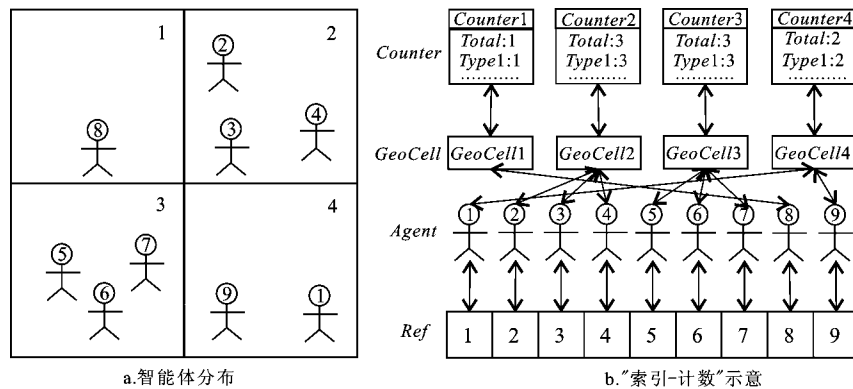 1
2
②
③
④
⑧
3
4
⑤
⑦
⑥
⑨
①
a.智能体分布
Counter
Counter1
Total:1
Type1:1
..........
Counter2
Total:3
Type1:3
..........
Counter3
Total:3
Type1:3
..........
Counter4
Total:2
Type1:2
..........
GeoCell
GeoCell1
GeoCell2
GeoCell3
GeoCell4
Agent
① ② ③ ④ ⑤ ⑥ ⑦ ⑧ ⑨
Ref
1 2 3 4 5 6 7 8 9
b."索引-计数"示意